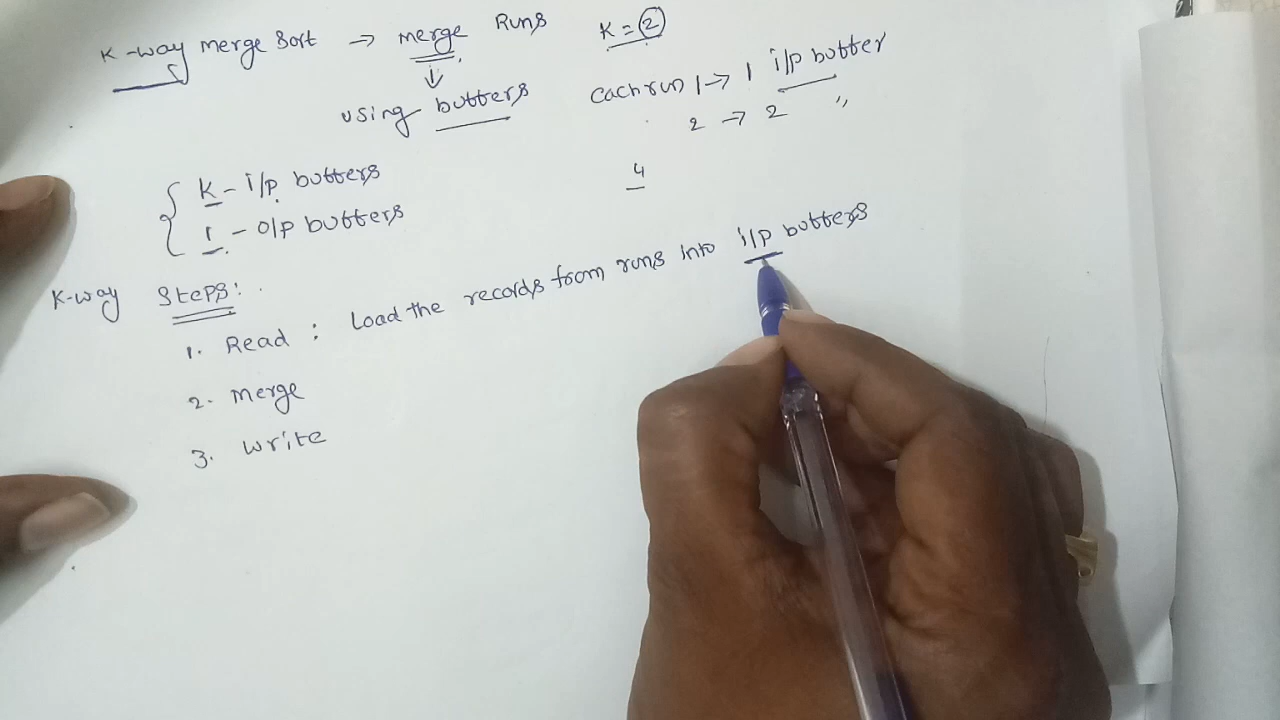 K-way merge Sort → merge Runs K = 2
using buffers
each run 1 → 1 i/p buffer
2 → 2 "
{ K - i/p buffers
1 - o/p buffers
4
K-way Steps:
1. Read : Load the records from runs into i/p buffers
2. merge
3. write